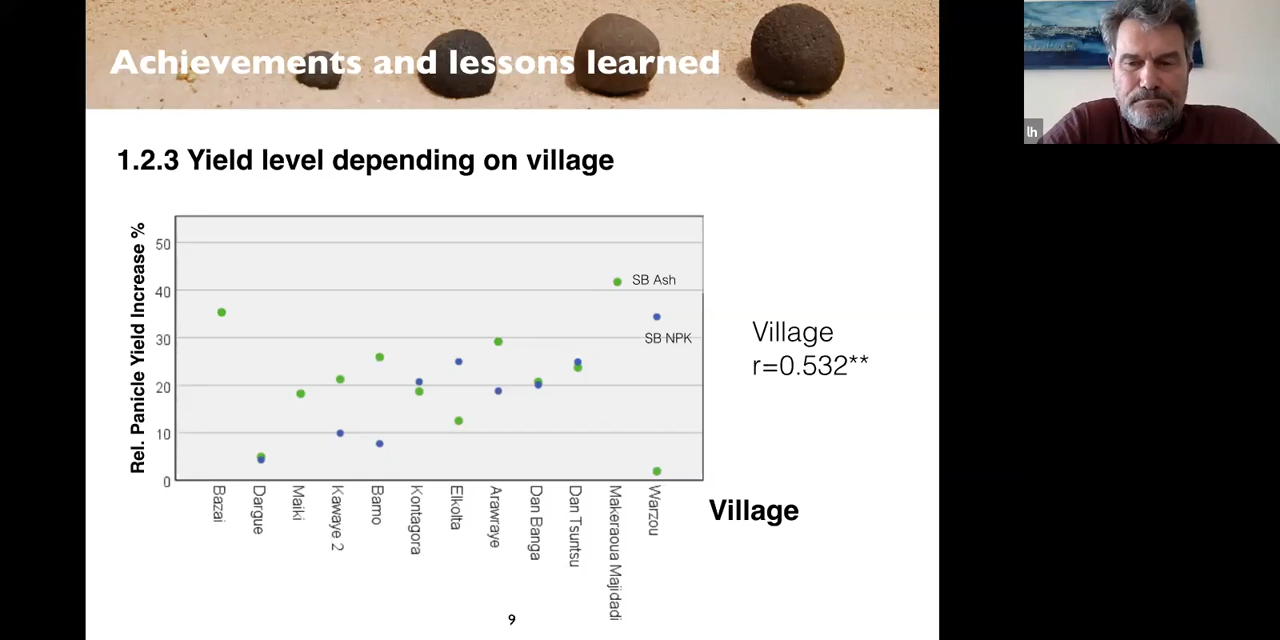 Achievements and lessons learned
lh
1.2.3 Yield level depending on village
Rel. Panicle Yield Increase %
50
40
30
20
10
0
SB Ash
SB NPK
Village
r=0.532**
Bazai
Dargue
Maiki
Kawaye 2
Bamo
Kontagora
Elkolta
Arawraye
Dan Banga
Dan Tsuntsu
Makeraoua Majidadi
Warzou
Village
9